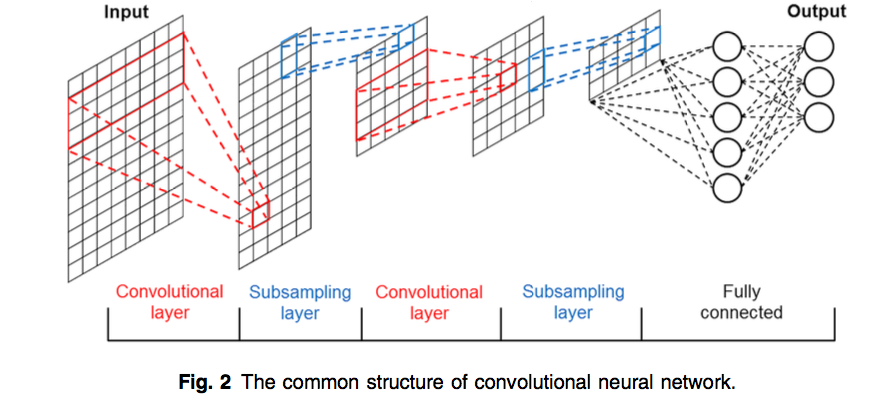 Input
Output
Convolutional
layer
Subsampling
layer
Convolutional
layer
Subsampling
layer
Fully
connected
Fig. 2 The common structure of convolutional neural network.